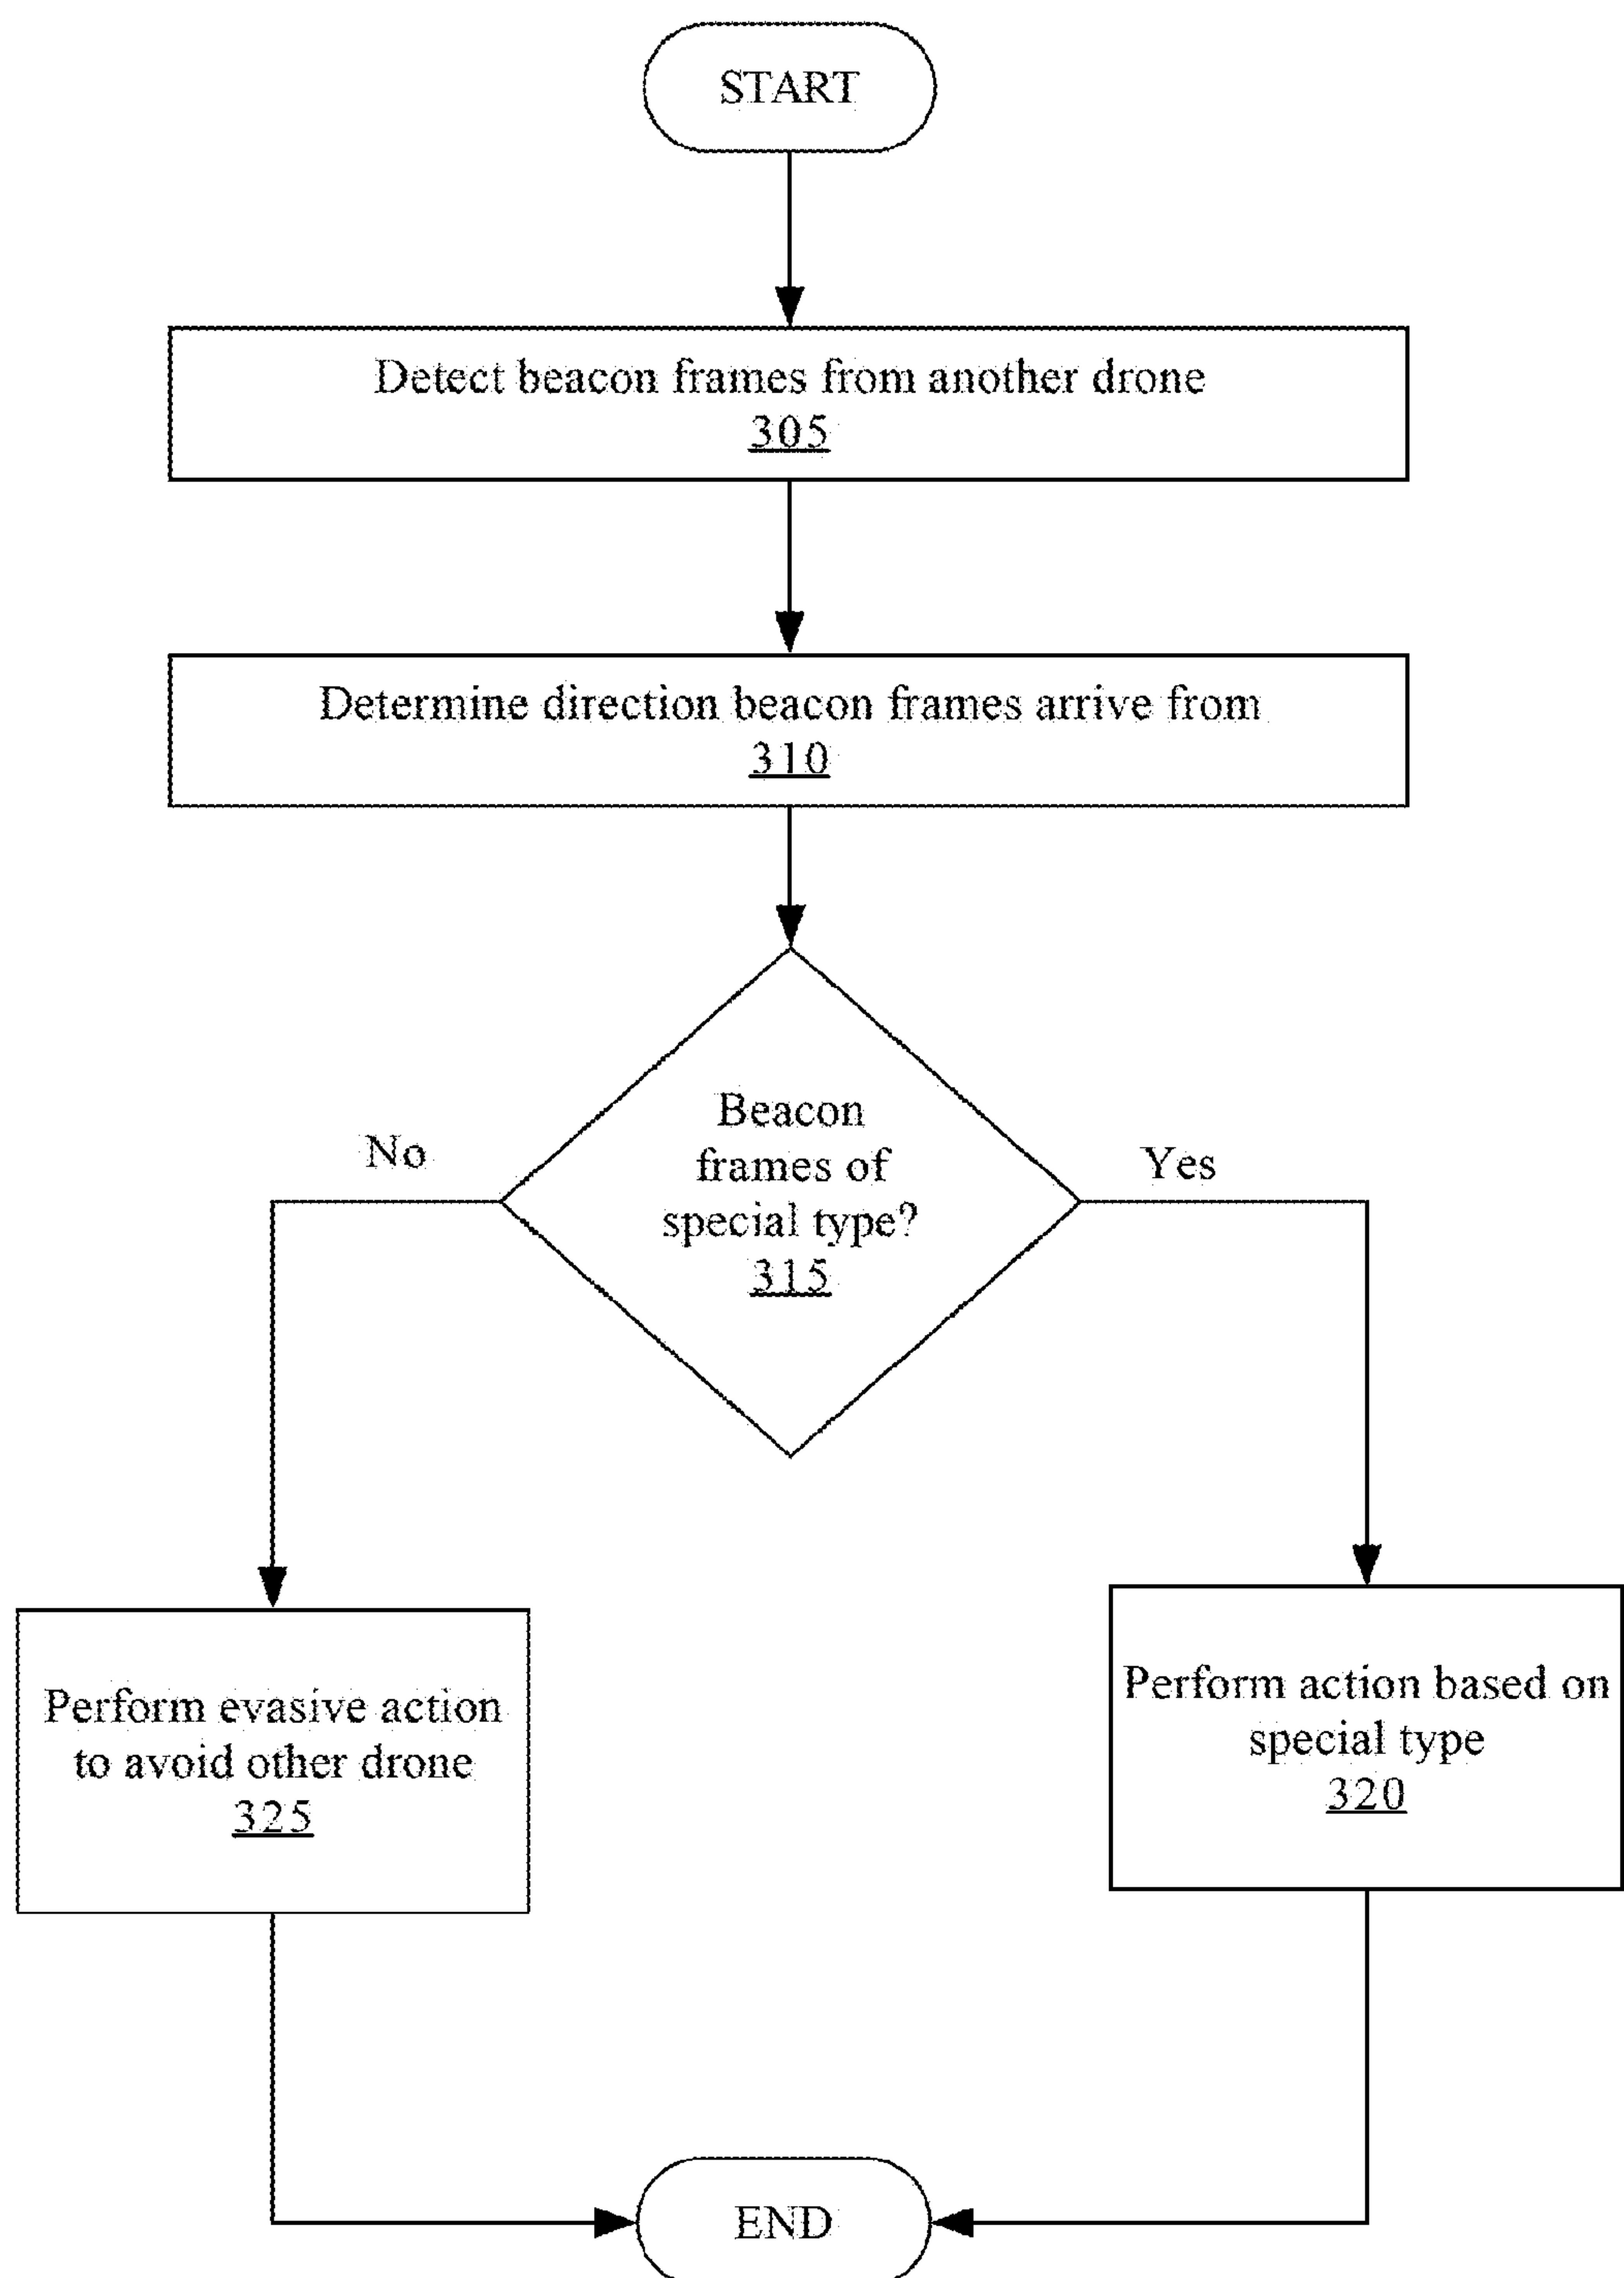 START
Detect beacon frames from another drone
305
Determine direction beacon frames arrive from
310
Beacon
frames of
special type?
315
No
Yes
Perform evasive action
to avoid other drone
325
Perform action based on
special type
320
END